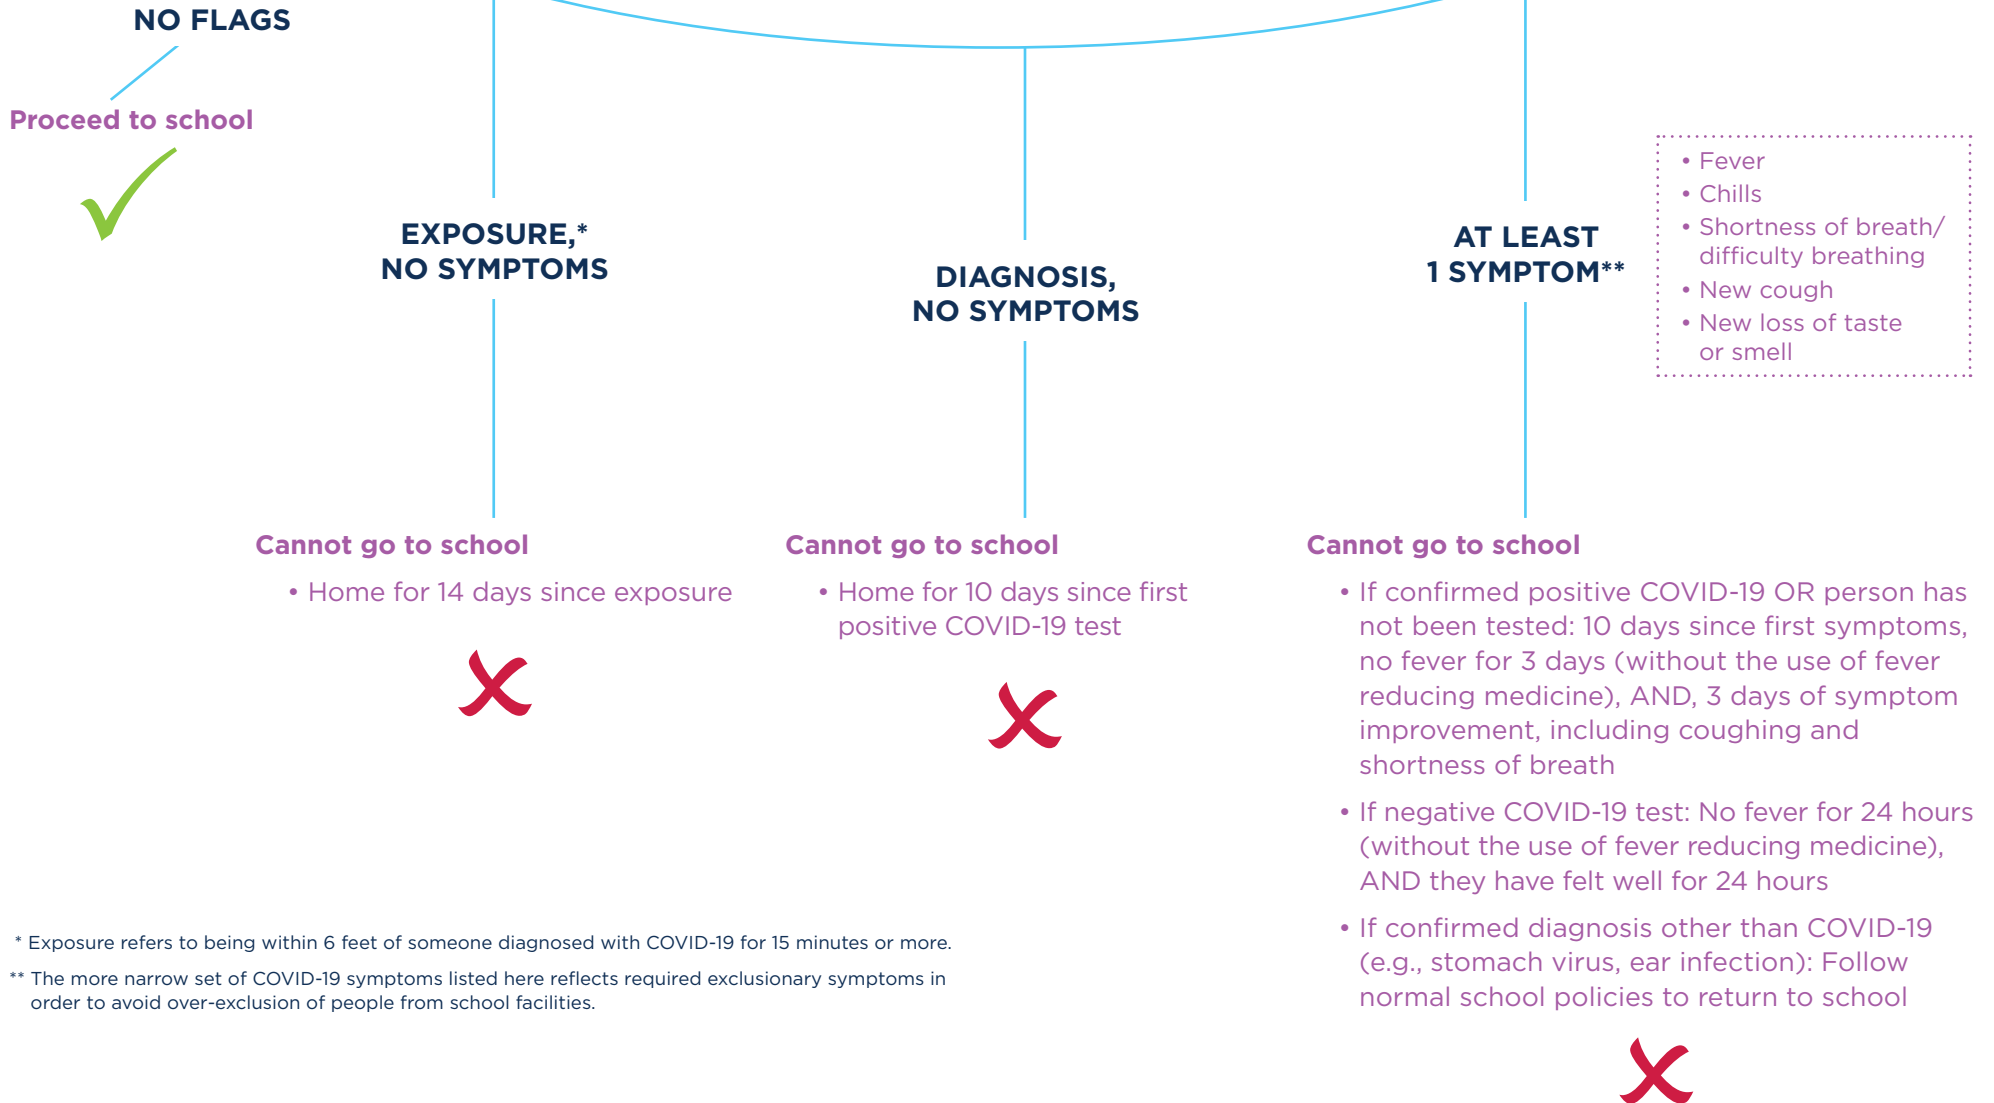 NO FLAGS
Proceed to school
EXPOSURE,*
NO SYMPTOMS
Cannot go to school
• Home for 14 days since exposure
DIAGNOSIS,
NO SYMPTOMS
Cannot go to school
• Home for 10 days since first
positive COVID-19 test
AT LEAST
1 SYMPTOM**
• Fever
• Chills
• Shortness of breath/
difficulty breathing
• New cough
• New loss of taste
or smell
Cannot go to school
• If confirmed positive COVID-19 OR person has
not been tested: 10 days since first symptoms,
no fever for 3 days (without the use of fever
reducing medicine), AND, 3 days of symptom
improvement, including coughing and
shortness of breath
• If negative COVID-19 test: No fever for 24 hours
(without the use of fever reducing medicine),
AND they have felt well for 24 hours
• If confirmed diagnosis other than COVID-19
(e.g., stomach virus, ear infection): Follow
normal school policies to return to school
* Exposure refers to being within 6 feet of someone diagnosed with COVID-19 for 15 minutes or more.
** The more narrow set of COVID-19 symptoms listed here reflects required exclusionary symptoms in
order to avoid over-exclusion of people from school facilities.